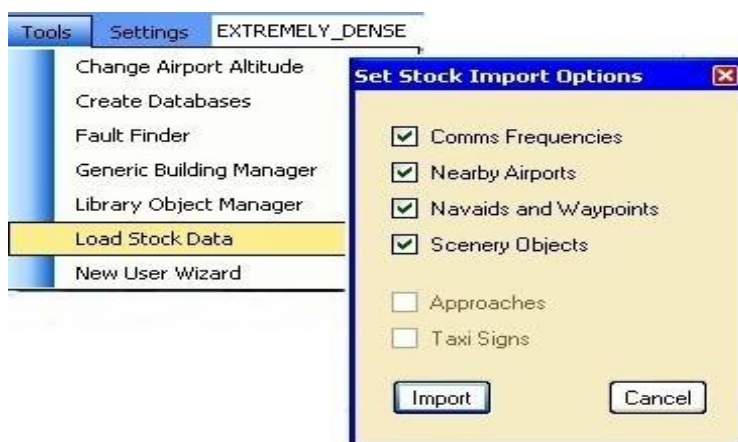 Tools Settings EXTREMELY_DENSE
Change Airport Altitude
Create Databases
Fault Finder
Generic Building Manager
Library Object Manager
Load Stock Data
New User Wizard
Set Stock Import Options
Comms Frequencies
Nearby Airports
Navaids and Waypoints
Scenery Objects
Approaches
Taxi Signs
Import Cancel